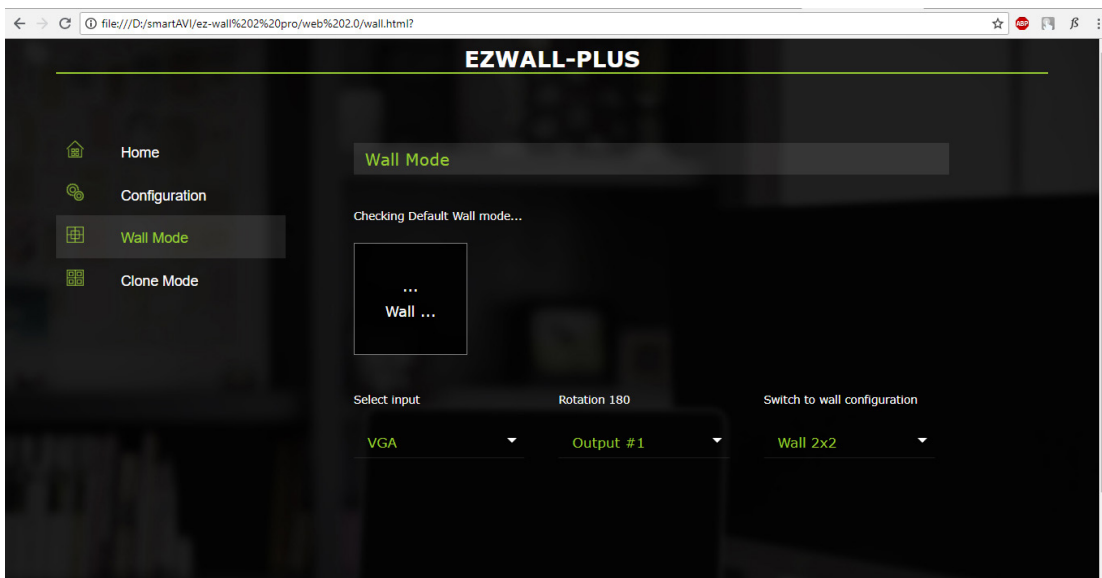 file:///D:/smartAVI/ez-wall%202%20pro/web%202.0/wall.html?
ABP
EZWALL-PLUS
Home
Configuration
Wall Mode
Clone Mode
Wall Mode
Checking Default Wall mode...
...
Wall ...
Select input
Rotation 180
Switch to wall configuration
VGA
Output #1
Wall 2x2